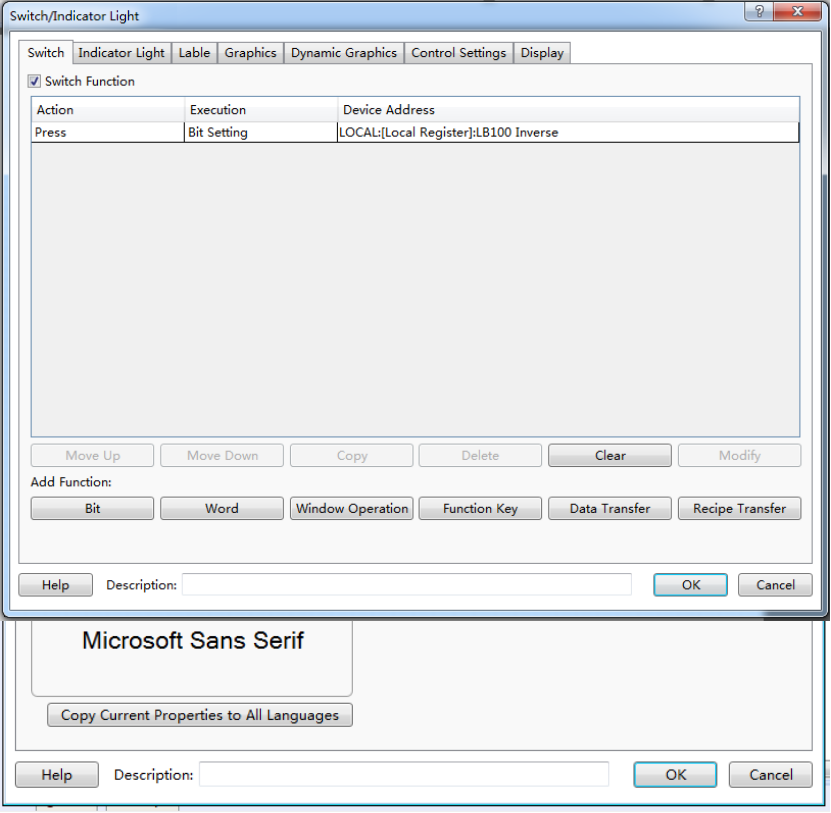 Switch/Indicator Light
Switch Indicator Light Lable Graphics Dynamic Graphics Control Settings Display
Switch Function
Action Execution Device Address
Press Bit Setting LOCAL:[Local Register]:LB100 Inverse
Move Up Move Down Copy Delete Clear Modify
Add Function:
Bit Word Window Operation Function Key Data Transfer Recipe Transfer
Help Description: OK Cancel
Microsoft Sans Serif
Copy Current Properties to All Languages
Help Description: OK Cancel